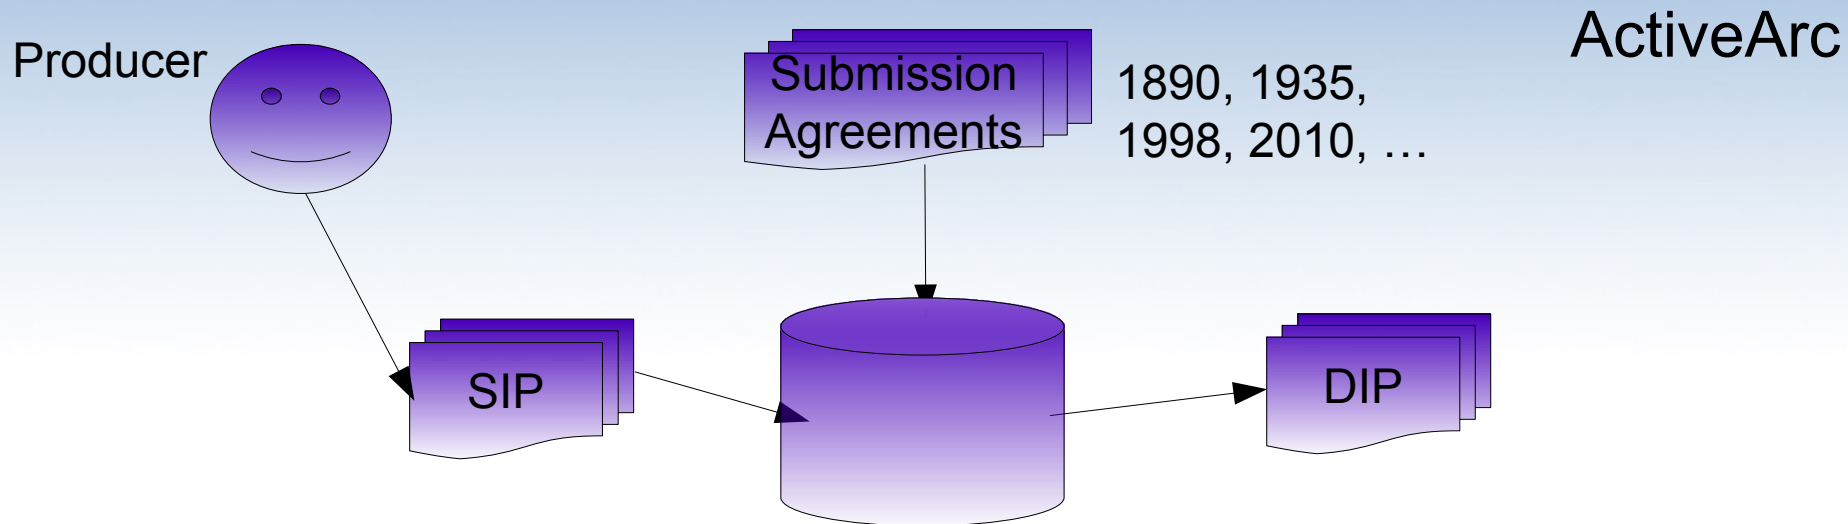 ActiveArc
Producer
Submission
Agreements
1890, 1935,
1998, 2010, …
SIP
DIP